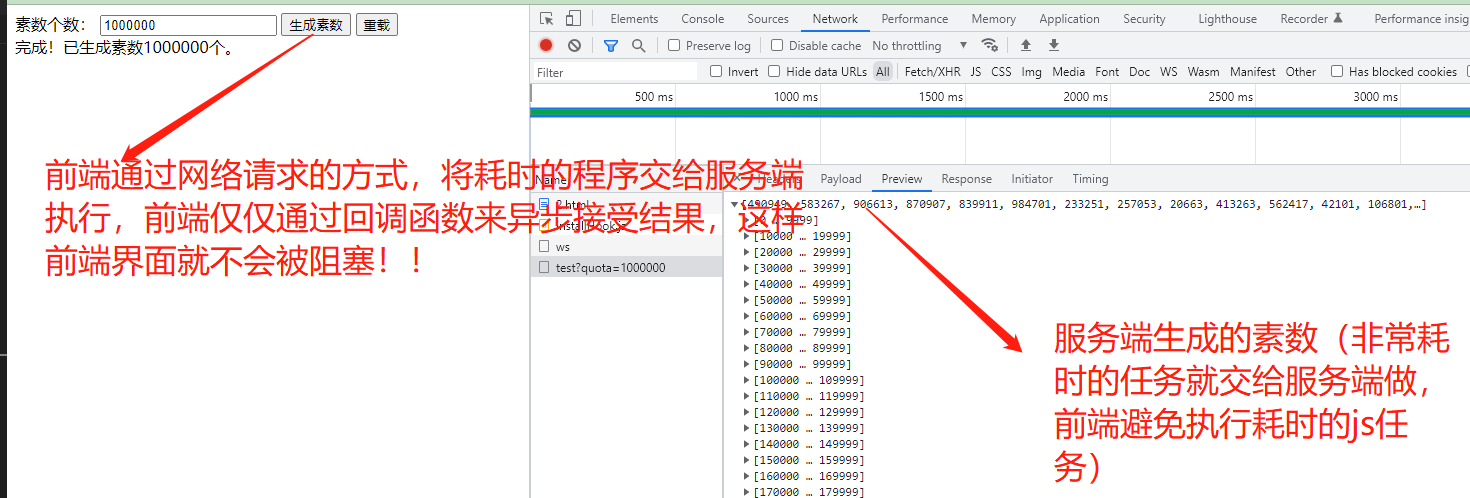 素数个数： 1000000 生成素数 重载
完成！已生成素数1000000个。
前端通过网络请求的方式，将耗时的程序交给服务端
执行，前端仅仅通过回调函数来异步接受结果，这样
前端界面就不会被阻塞！！
Elements Console Sources Network Performance Memory Application Security Lighthouse Recorder Performance insig
Preserve log Disable cache No throttling
Filter Invert Hide data URLs All Fetch/XHR JS CSS Img Media Font Doc WS Wasm Manifest Other Has blocked cookies
500 ms 1000 ms 1500 ms 2000 ms 2500 ms 3000 ms
Name
ws
test?quota=1000000
Headers Payload Preview Response Initiator Timing
[490949, 583267, 906613, 870907, 839911, 984701, 233251, 257053, 20663, 413263, 562417, 42101, 106801,…]
[0 … 9999]
[10000 … 19999]
[20000 … 29999]
[30000 … 39999]
[40000 … 49999]
[50000 … 59999]
[60000 … 69999]
[70000 … 79999]
[80000 … 89999]
[90000 … 99999]
[100000 … 109999]
[110000 … 119999]
[120000 … 129999]
[130000 … 139999]
[140000 … 149999]
[150000 … 159999]
[160000 … 169999]
[170000 … 179999]
服务端生成的素数（非常耗
时的任务就交给服务端做，
前端避免执行耗时的js任
务）